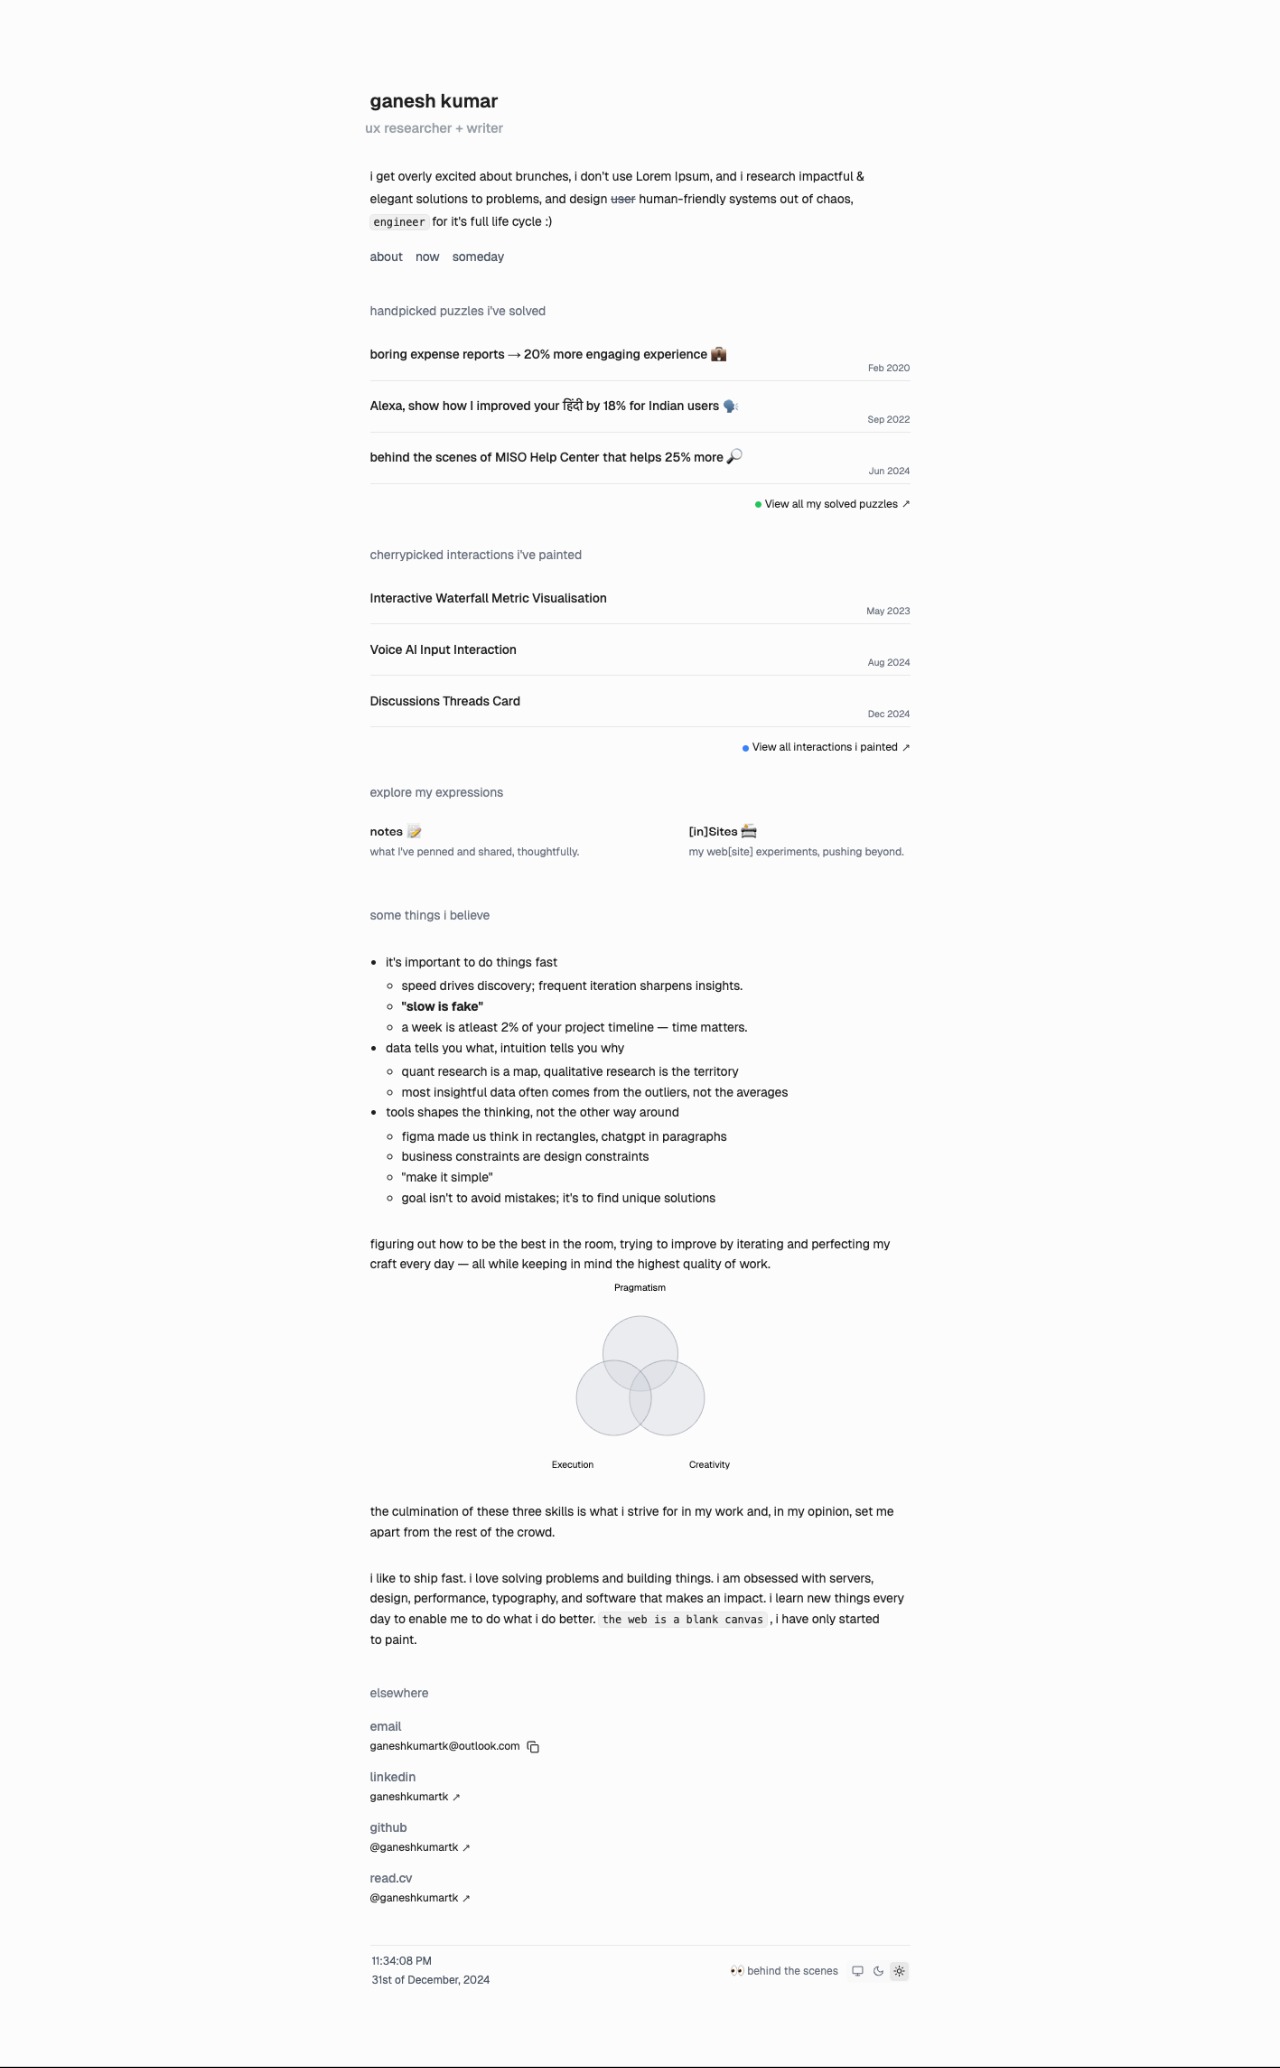 ganesh kumar
ux researcher + writer
i get overly excited about brunches, i don't use Lorem Ipsum, and i research impactful &
elegant solutions to problems, and design user human-friendly systems out of chaos,
engineer for it's full life cycle :)
about now someday
handpicked puzzles i've solved
boring expense reports → 20% more engaging experience 💼
Feb 2020
Alexa, show how I improved your हिंदी by 18% for Indian users 🗣️
Sep 2022
behind the scenes of MISO Help Center that helps 25% more 🔎
Jun 2024
View all my solved puzzles ↗
cherrypicked interactions i've painted
Interactive Waterfall Metric Visualisation
May 2023
Voice AI Input Interaction
Aug 2024
Discussions Threads Card
Dec 2024
View all interactions i painted ↗
explore my expressions
notes 📝
what I've penned and shared, thoughtfully.
[in]Sites 🗃️
my web[site] experiments, pushing beyond.
some things i believe
• it's important to do things fast
◦ speed drives discovery; frequent iteration sharpens insights.
◦ "slow is fake"
◦ a week is atleast 2% of your project timeline — time matters.
• data tells you what, intuition tells you why
◦ quant research is a map, qualitative research is the territory
◦ most insightful data often comes from the outliers, not the averages
• tools shapes the thinking, not the other way around
◦ figma made us think in rectangles, chatgpt in paragraphs
◦ business constraints are design constraints
◦ "make it simple"
◦ goal isn't to avoid mistakes; it's to find unique solutions
figuring out how to be the best in the room, trying to improve by iterating and perfecting my
craft every day — all while keeping in mind the highest quality of work.
Pragmatism
Execution
Creativity
the culmination of these three skills is what i strive for in my work and, in my opinion, set me
apart from the rest of the crowd.
i like to ship fast. i love solving problems and building things. i am obsessed with servers,
design, performance, typography, and software that makes an impact. i learn new things every
day to enable me to do what i do better. the web is a blank canvas , i have only started
to paint.
elsewhere
email
ganeshkumartk@outlook.com
linkedin
ganeshkumartk ↗
github
@ganeshkumartk ↗
read.cv
@ganeshkumartk ↗
11:34:08 PM
31st of December, 2024
👀 behind the scenes